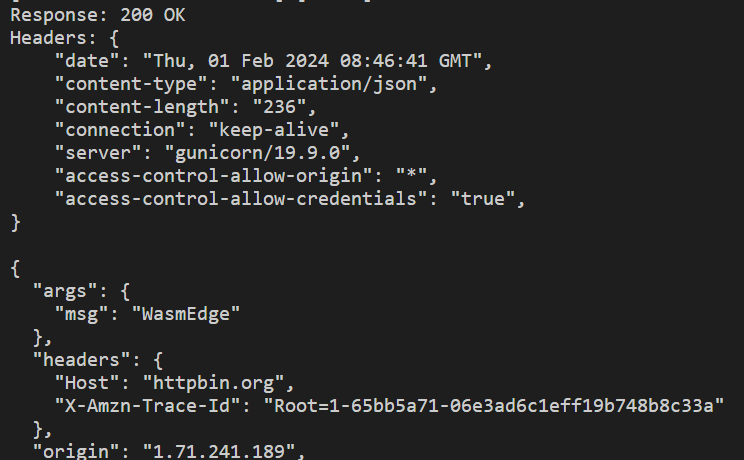 Response: 200 OK
Headers: {
    "date": "Thu, 01 Feb 2024 08:46:41 GMT",
    "content-type": "application/json",
    "content-length": "236",
    "connection": "keep-alive",
    "server": "gunicorn/19.9.0",
    "access-control-allow-origin": "*",
    "access-control-allow-credentials": "true",
}

{
  "args": {
    "msg": "WasmEdge"
  },
  "headers": {
    "Host": "httpbin.org",
    "X-Amzn-Trace-Id": "Root=1-65bb5a71-06e3ad6c1eff19b748b8c33a"
  },
  "origin": "1.71.241.189",